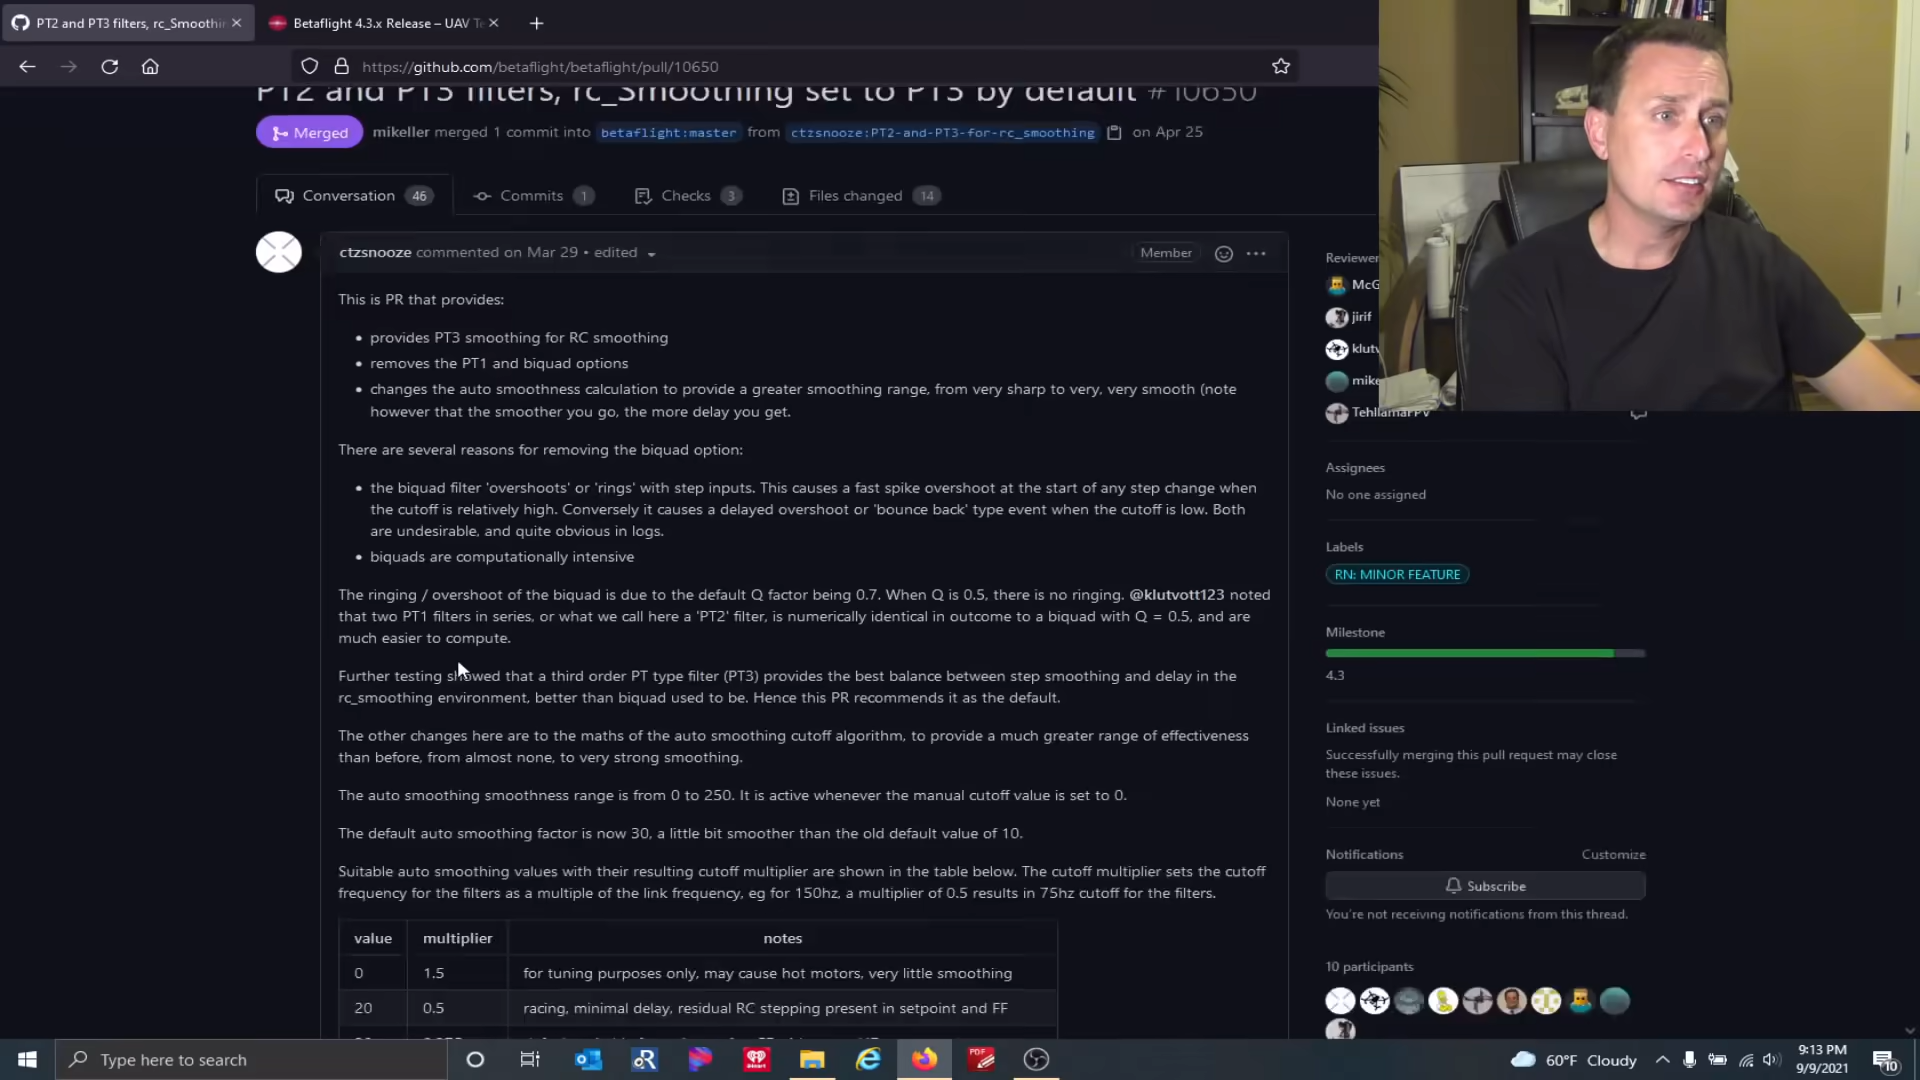 PT2 and PT3 filters, rc_Smoothin
Betaflight 4.3.x Release – UAV Te
https://github.com/betaflight/betaflight/pull/10650
PT2 and PT3 filters, rc_Smoothing set to PT3 by default #10650
Merged mikeller merged 1 commit into betaflight:master from ctzsnooze:PT2-and-PT3-for-rc_smoothing on Apr 25
Conversation 46 Commits 1 Checks 3 Files changed 14
ctzsnooze commented on Mar 29 • edited Member
This is PR that provides:
• provides PT3 smoothing for RC smoothing
• removes the PT1 and biquad options
• changes the auto smoothness calculation to provide a greater smoothing range, from very sharp to very, very smooth (note
however that the smoother you go, the more delay you get.
There are several reasons for removing the biquad option:
• the biquad filter 'overshoots' or 'rings' with step inputs. This causes a fast spike overshoot at the start of any step change when
the cutoff is relatively high. Conversely it causes a delayed overshoot or 'bounce back' type event when the cutoff is low. Both
are undesirable, and quite obvious in logs.
• biquads are computationally intensive
The ringing / overshoot of the biquad is due to the default Q factor being 0.7. When Q is 0.5, there is no ringing. @klutvott123 noted
that two PT1 filters in series, or what we call here a 'PT2' filter, is numerically identical in outcome to a biquad with Q = 0.5, and are
much easier to compute.
Further testing showed that a third order PT type filter (PT3) provides the best balance between step smoothing and delay in the
rc_smoothing environment, better than biquad used to be. Hence this PR recommends it as the default.
The other changes here are to the maths of the auto smoothing cutoff algorithm, to provide a much greater range of effectiveness
than before, from almost none, to very strong smoothing.
The auto smoothing smoothness range is from 0 to 250. It is active whenever the manual cutoff value is set to 0.
The default auto smoothing factor is now 30, a little bit smoother than the old default value of 10.
Suitable auto smoothing values with their resulting cutoff multiplier are shown in the table below. The cutoff multiplier sets the cutoff
frequency for the filters as a multiple of the link frequency, eg for 150hz, a multiplier of 0.5 results in 75hz cutoff for the filters.
value multiplier notes
0 1.5 for tuning purposes only, may cause hot motors, very little smoothing
20 0.5 racing, minimal delay, residual RC stepping present in setpoint and FF
Reviewer
McG
jirif
klutv
mike
TehllamaFPV
Assignees
No one assigned
Labels
RN: MINOR FEATURE
Milestone
4.3
Linked issues
Successfully merging this pull request may close
these issues.
None yet
Notifications Customize
Subscribe
You're not receiving notifications from this thread.
10 participants
Type here to search
PDF
60°F Cloudy
9:13 PM
9/9/2021
10